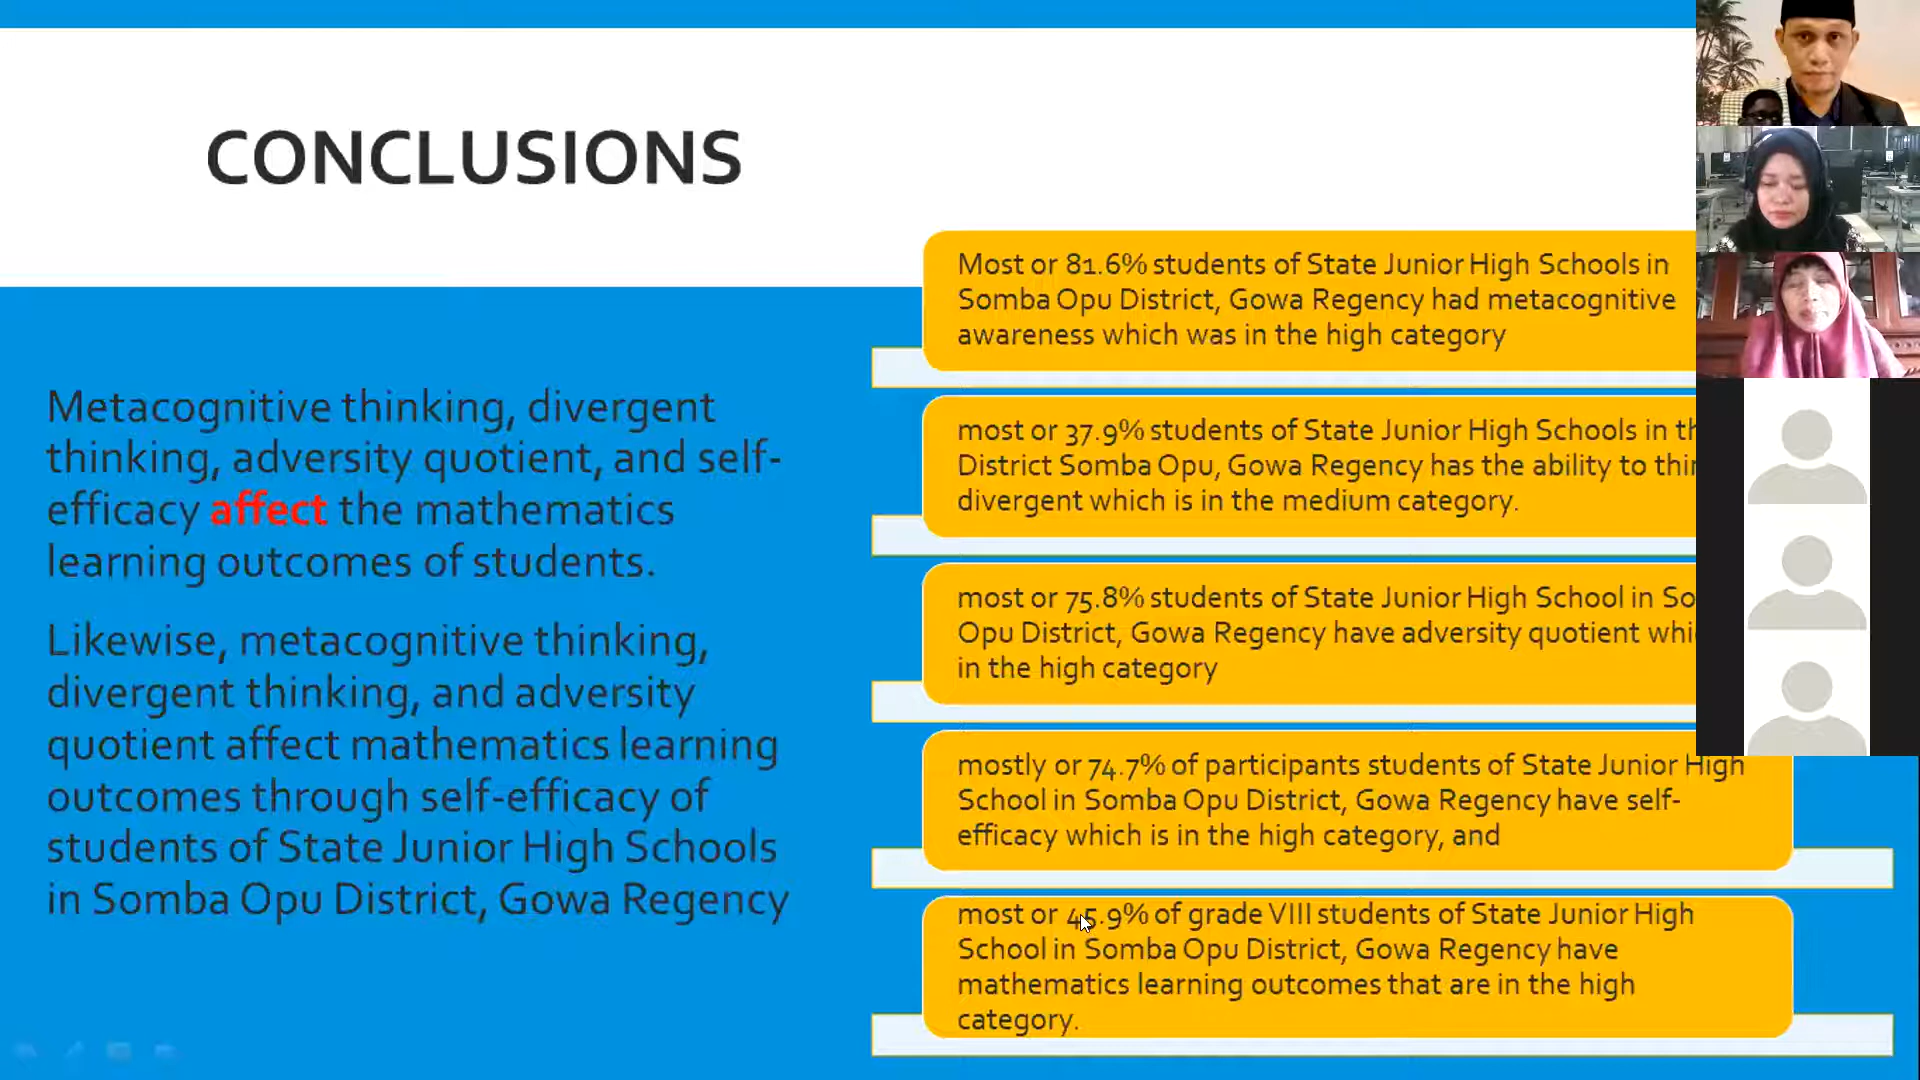 CONCLUSIONS
Metacognitive thinking, divergent
thinking, adversity quotient, and self-
efficacy affect the mathematics
learning outcomes of students.
Likewise, metacognitive thinking,
divergent thinking, and adversity
quotient affect mathematics learning
outcomes through self-efficacy of
students of State Junior High Schools
in Somba Opu District, Gowa Regency
Most or 81.6% students of State Junior High Schools in
Somba Opu District, Gowa Regency had metacognitive
awareness which was in the high category
most or 37.9% students of State Junior High Schools in
District Somba Opu, Gowa Regency has the ability to
divergent which is in the medium category.
most or 75.8% students of State Junior High School in
Opu District, Gowa Regency have adversity quotient
in the high category
mostly or 74.7% of participants students of State Junior High
School in Somba Opu District, Gowa Regency have self-
efficacy which is in the high category, and
most or 45.9% of grade VIII students of State Junior High
School in Somba Opu District, Gowa Regency have
mathematics learning outcomes that are in the high
category.